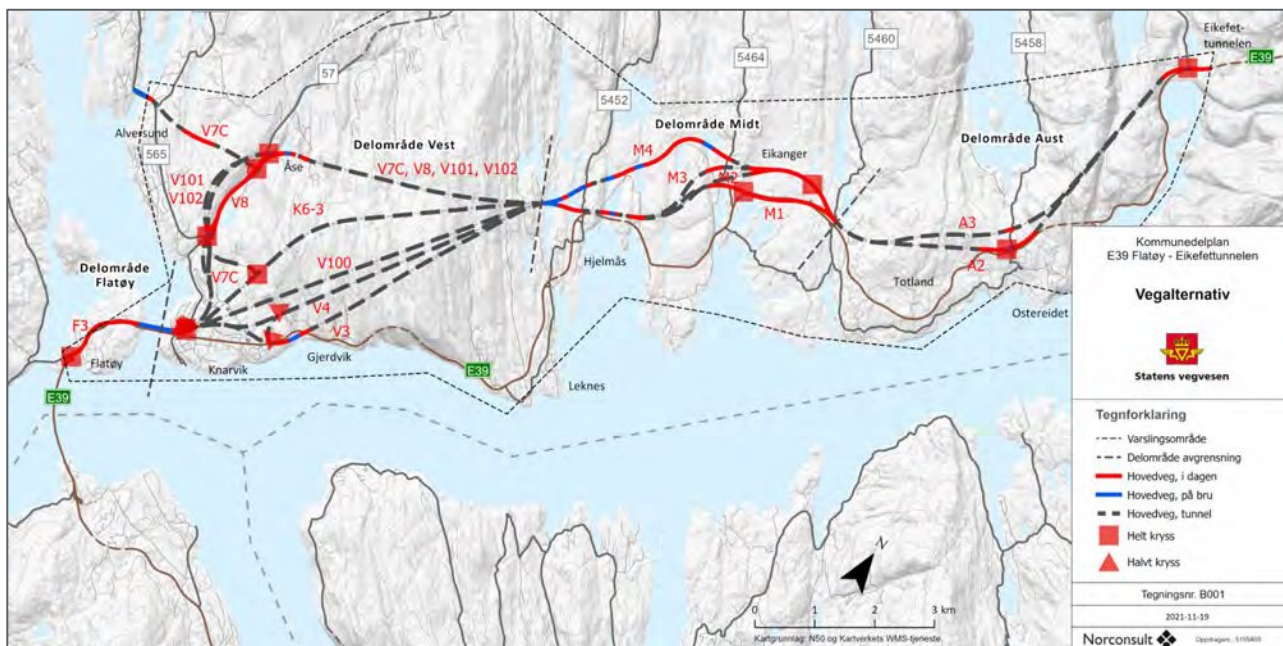 Eikefet-
tunnelen
E39
5458
5460
5464
57
5452
Delområde Midt
Delområde Aust
Alversund
V7C
Delområde Vest
M4
Eikanger
565
Åse
V7C, V8, V101, V102
V101
V102
V8
M3
M2
M1
K6-3
A3
V7C
V100
Hjelmås
A2
Totland
Delområde
Flatøy
V4
Ostereidet
F3
V3
Flatøy
Knarvik
Gjerdvik
E39
Leknes
E39
N
0 1 2 3 km
Kartgrunnlag: N50 og Kartverkets WMS-tjeneste
Kommunedelplan
E39 Flatøy - Eikefettunnelen
Vegalternativ
Statens vegvesen
Tegnforklaring
Varslingsområde
Delområde avgrensning
Hovedveg, i dagen
Hovedveg, på bru
Hovedveg, tunnel
Helt kryss
Halvt kryss
Tegningsnr. B001
2021-11-19
Norconsult